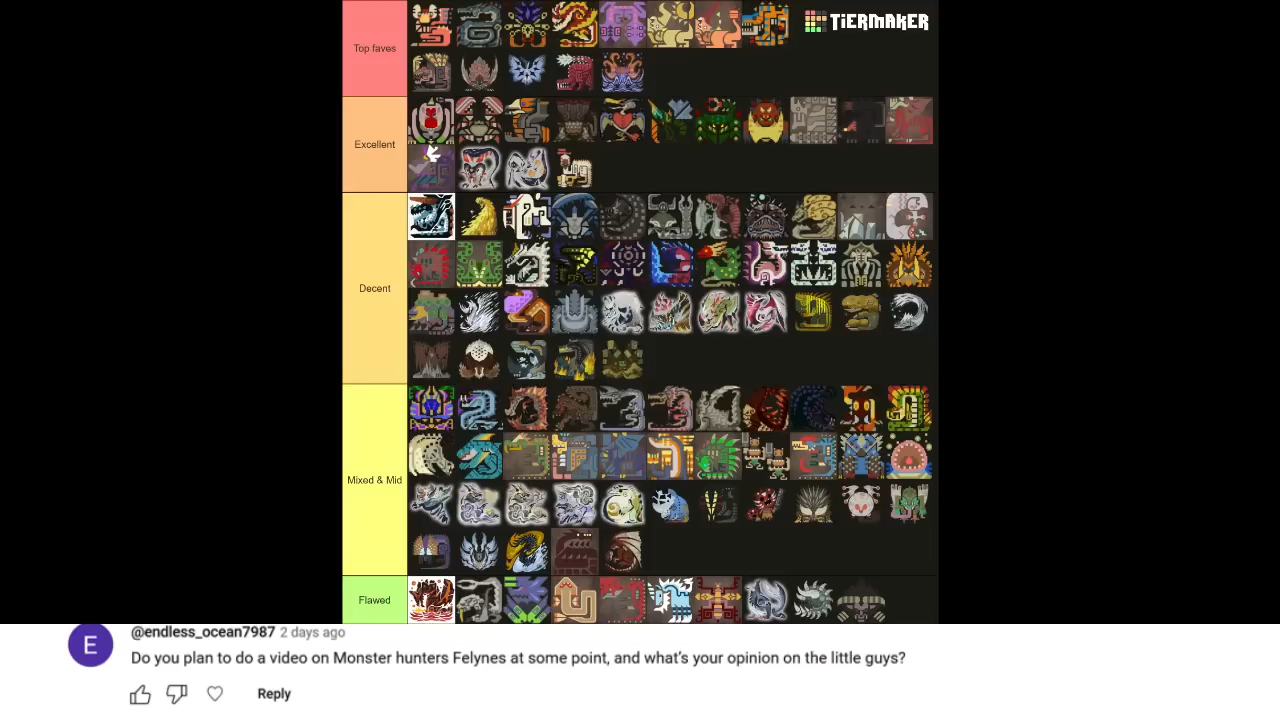 Top faves
TIERMAKER
Excellent
Decent
Mixed & Mid
Flawed
E
@endless_ocean7987 2 days ago
Do you plan to do a video on Monster hunters Felynes at some point, and what's your opinion on the little guys?
Reply